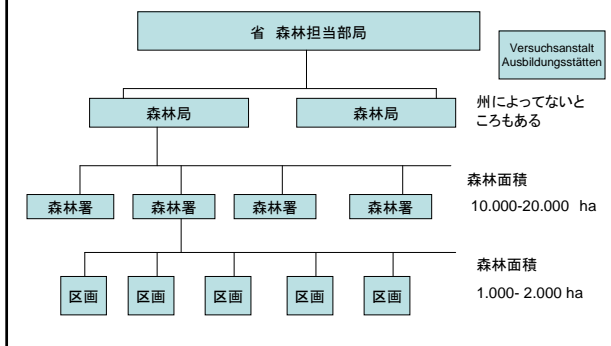 省 森林担当部局
Versuchsanstalt
Ausbildungsstätten
森林局
森林局
州によってないと
ころもある
森林署
森林署
森林署
森林署
森林面積
10.000-20.000 ha
区画
区画
区画
区画
区画
森林面積
1.000- 2.000 ha